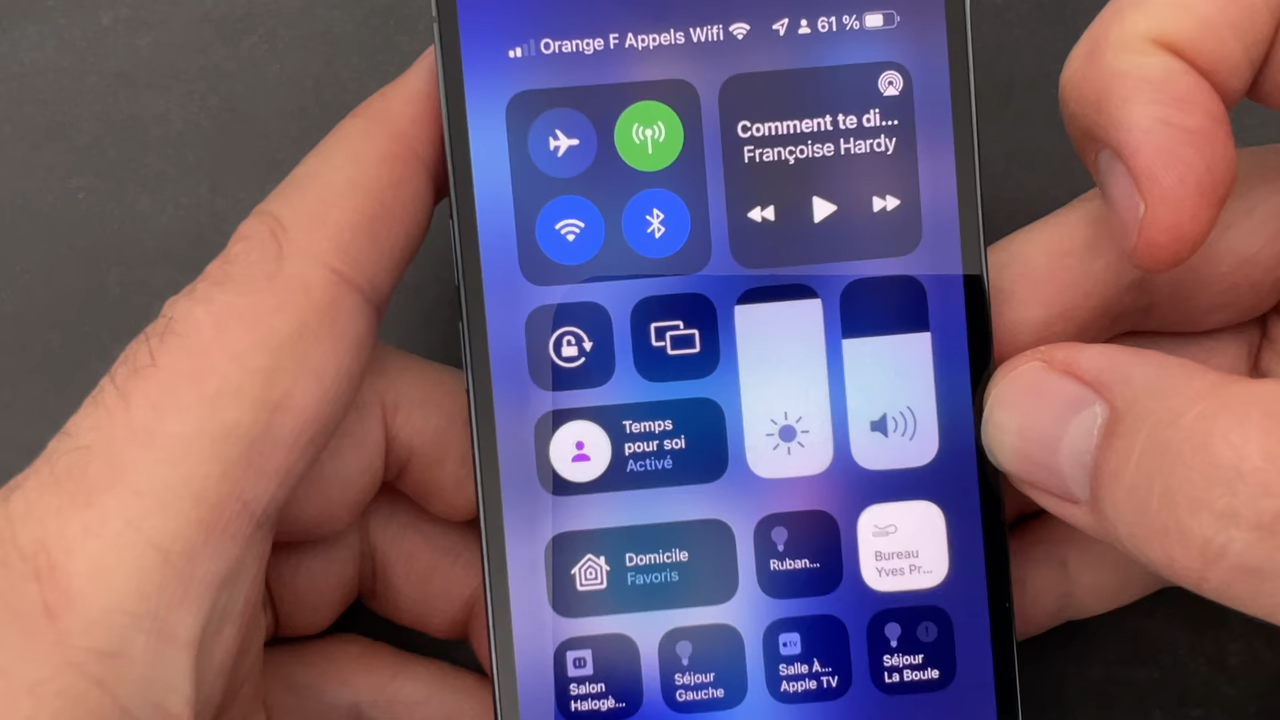 Orange F Appels Wifi 61 %
Comment te di...
Françoise Hardy
Temps
pour soi
Activé
Domicile
Favoris
Ruban...
Bureau
Yves Pr...
Salon
Halogè...
Séjour
Gauche
tv
Salle À...
Apple TV
Séjour
La Boule